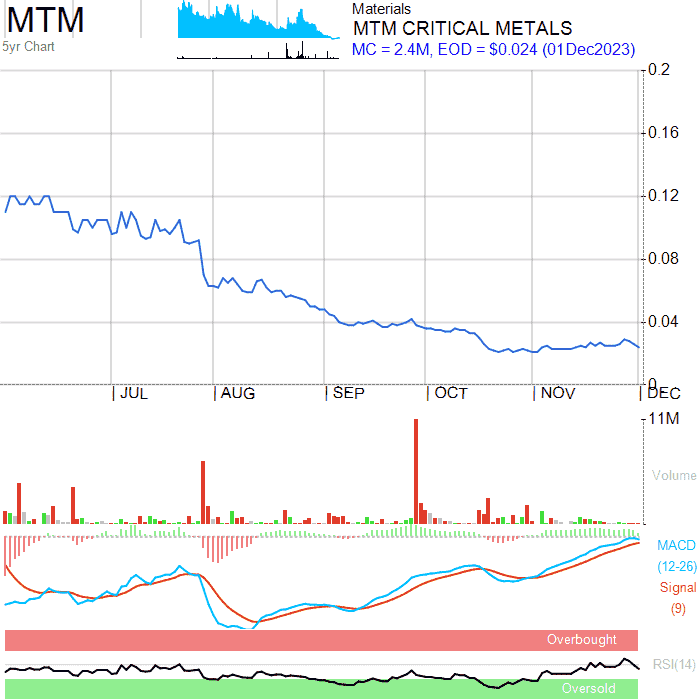 MTM
5yr Chart
Materials
MTM CRITICAL METALS
MC = 2.4M, EOD = $0.024 (01Dec2023)
0.2
0.16
0.12
0.08
0.04
0
JUL
AUG
SEP
OCT
NOV
DEC
11M
Volume
MACD
(12-26)
Signal
(9)
Overbought
RSI(14)
Oversold